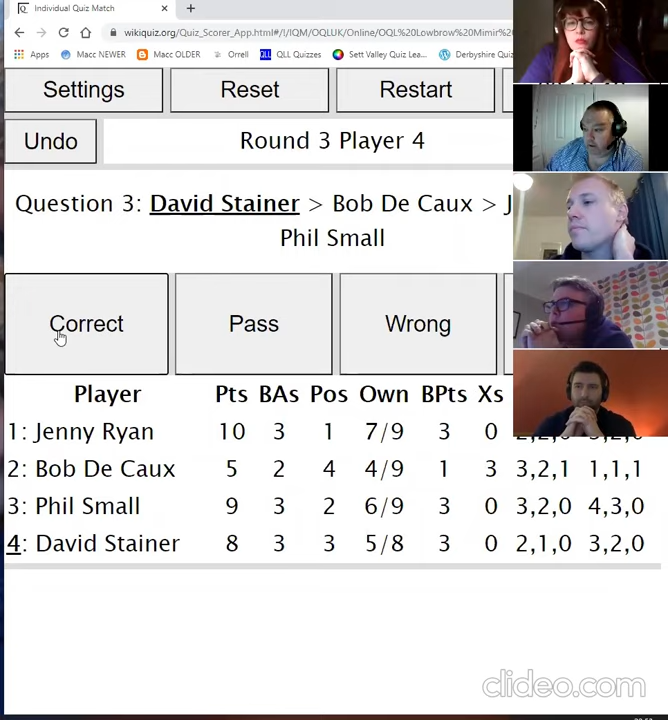 Individual Quiz Match
wikiquiz.org/Quiz_Scorer_App.html#/I/IQM/OQLUK/Online/OQL%20Lowbrow%20Mimir%
Apps Macc NEWER Macc OLDER Orrell QLL Quizzes Sett Valley Quiz Lea... Derbyshire Quiz
Settings Reset Restart
Undo Round 3 Player 4
Question 3: David Stainer > Bob De Caux > J
Phil Small
Correct Pass Wrong
Player Pts BAs Pos Own BPts Xs
1: Jenny Ryan 10 3 1 7/9 3 0 2,2,0 3,2,0
2: Bob De Caux 5 2 4 4/9 1 3 3,2,1 1,1,1
3: Phil Small 9 3 2 6/9 3 0 3,2,0 4,3,0
4: David Stainer 8 3 3 5/8 3 0 2,1,0 3,2,0
clideo.com